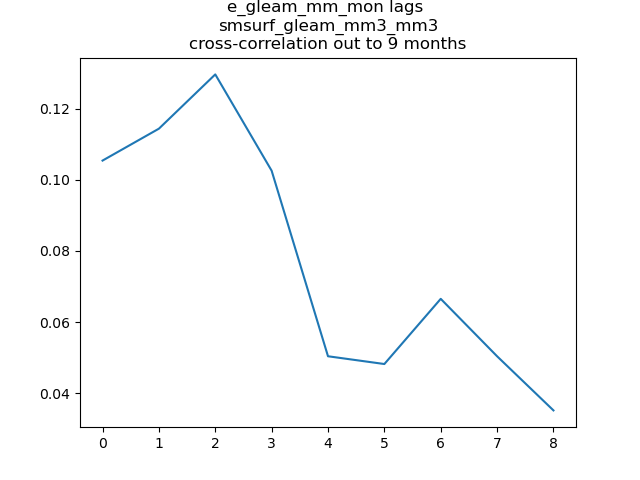 e_gleam_mm_mon lags
smsurf_gleam_mm3_mm3
cross-correlation out to 9 months
0.12
0.10
0.08
0.06
0.04
0 1 2 3 4 5 6 7 8